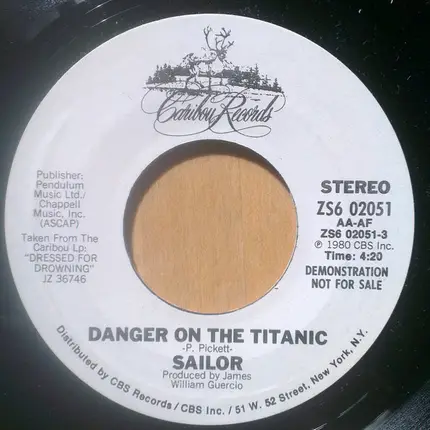 Caribou Records
Publisher:
Pendulum
Music Ltd./
Chappell
Music, Inc.
(ASCAP)
Taken From The
Caribou Lp:
"DRESSED FOR
DROWNING"
JZ 36746
STEREO
ZS6 02051
AA-AF
ZS6 02051-3
℗ 1980 CBS Inc.
Time: 4:20
DEMONSTRATION
NOT FOR SALE
DANGER ON THE TITANIC
-P. Pickett-
SAILOR
Produced by James
William Guercio
Distributed by CBS Records / CBS Inc. / 51 W. 52 Street, New York, N.Y.